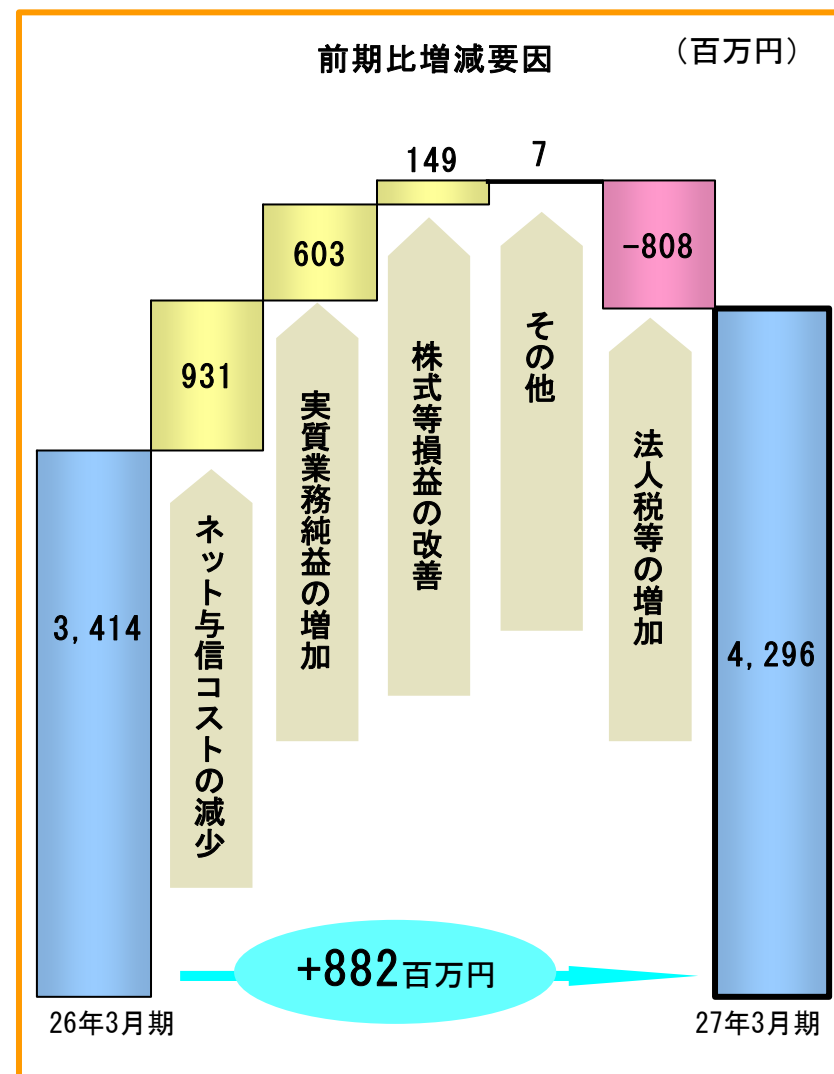 前期比増減要因
（百万円）
149
7
603
-808
931
3,414
4,296
ネット与信コストの減少
実質業務純益の増加
株式等損益の改善
その他
法人税等の増加
+882百万円
26年3月期
27年3月期